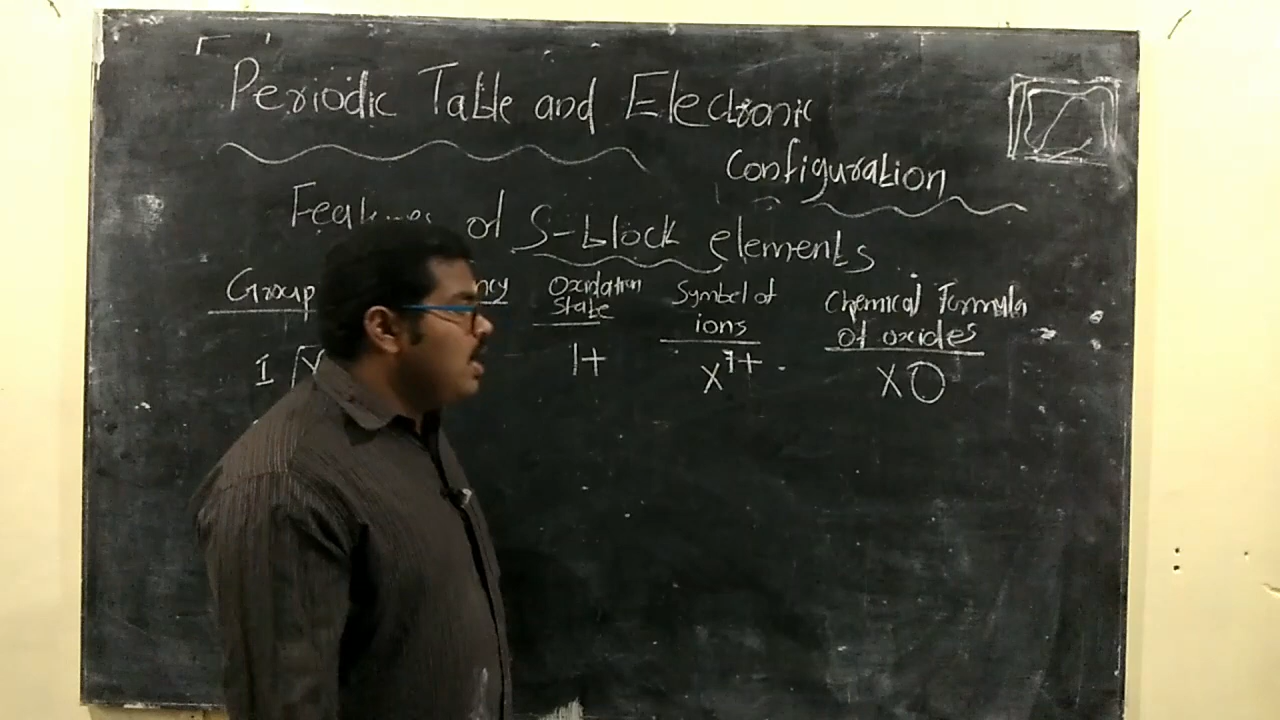 Periodic Table and Electronic
Configuration
of S-block elements
Group Oxidation State Symbol of ions Chemical Formula of oxides
I 1+ X¹⁺ XO